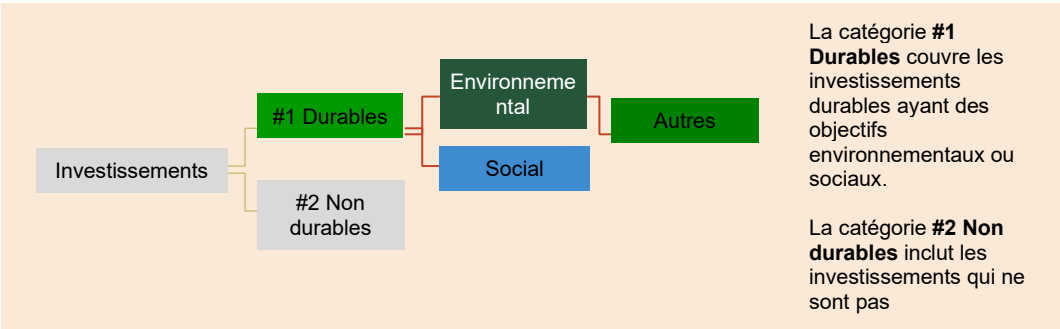 Investissements
#1 Durables
#2 Non
durables
Environneme
ntal
Social
Autres
La catégorie #1
Durables couvre les
investissements
durables ayant des
objectifs
environnementaux ou
sociaux.
La catégorie #2 Non
durables inclut les
investissements qui ne
sont pas